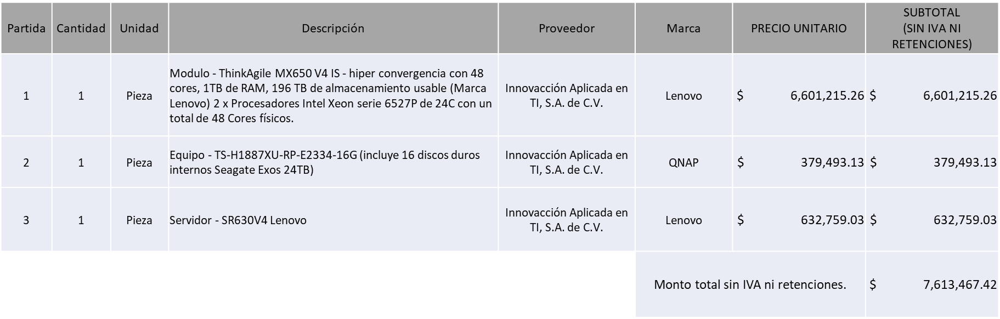 Partida Cantidad Unidad Descripción Proveedor Marca PRECIO UNITARIO SUBTOTAL
(SIN IVA NI
RETENCIONES)
1 1 Pieza
Modulo - ThinkAgile MX650 V4 IS - hiper convergencia con 48
cores, 1TB de RAM, 196 TB de almacenamiento usable (Marca
Lenovo) 2 x Procesadores Intel Xeon serie 6527P de 24C con un
total de 48 Cores físicos.
Innovacción Aplicada en
TI, S.A. de C.V.
Lenovo $ 6,601,215.26 $ 6,601,215.26
2 1 Pieza
Equipo - TS-H1887XU-RP-E2334-16G (incluye 16 discos duros
internos Seagate Exos 24TB)
Innovacción Aplicada en
TI, S.A. de C.V.
QNAP $ 379,493.13 $ 379,493.13
3 1 Pieza
Servidor - SR630V4 Lenovo
Innovacción Aplicada en
TI, S.A. de C.V.
Lenovo $ 632,759.03 $ 632,759.03
Monto total sin IVA ni retenciones. $ 7,613,467.42